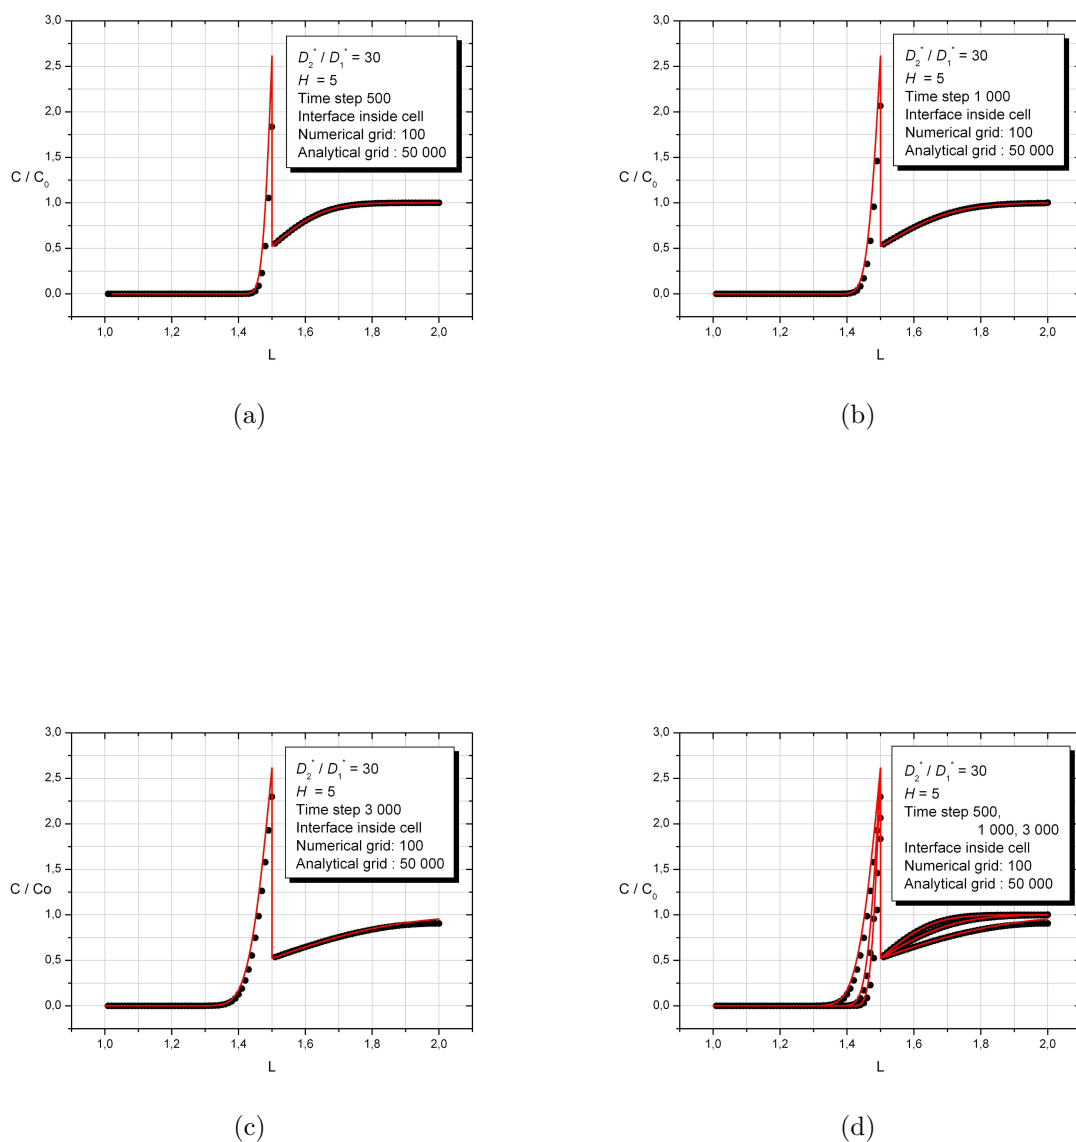 3,0
2,5
2,0
1,5
1,0
0,5
0,0
C / C0
1,0 1,2 1,4 1,6 1,8 2,0
L
D2* / D1* = 30
H = 5
Time step 500
Interface inside cell
Numerical grid: 100
Analytical grid : 50 000
(a)
3,0
2,5
2,0
1,5
1,0
0,5
0,0
C / C0
1,0 1,2 1,4 1,6 1,8 2,0
L
D2* / D1* = 30
H = 5
Time step 1 000
Interface inside cell
Numerical grid: 100
Analytical grid : 50 000
(b)
3,0
2,5
2,0
1,5
1,0
0,5
0,0
C / Co
1,0 1,2 1,4 1,6 1,8 2,0
L
D2* / D1* = 30
H = 5
Time step 3 000
Interface inside cell
Numerical grid: 100
Analytical grid : 50 000
(c)
3,0
2,5
2,0
1,5
1,0
0,5
0,0
C / C0
1,0 1,2 1,4 1,6 1,8 2,0
L
D2* / D1* = 30
H = 5
Time step 500,
1 000, 3 000
Interface inside cell
Numerical grid: 100
Analytical grid : 50 000
(d)